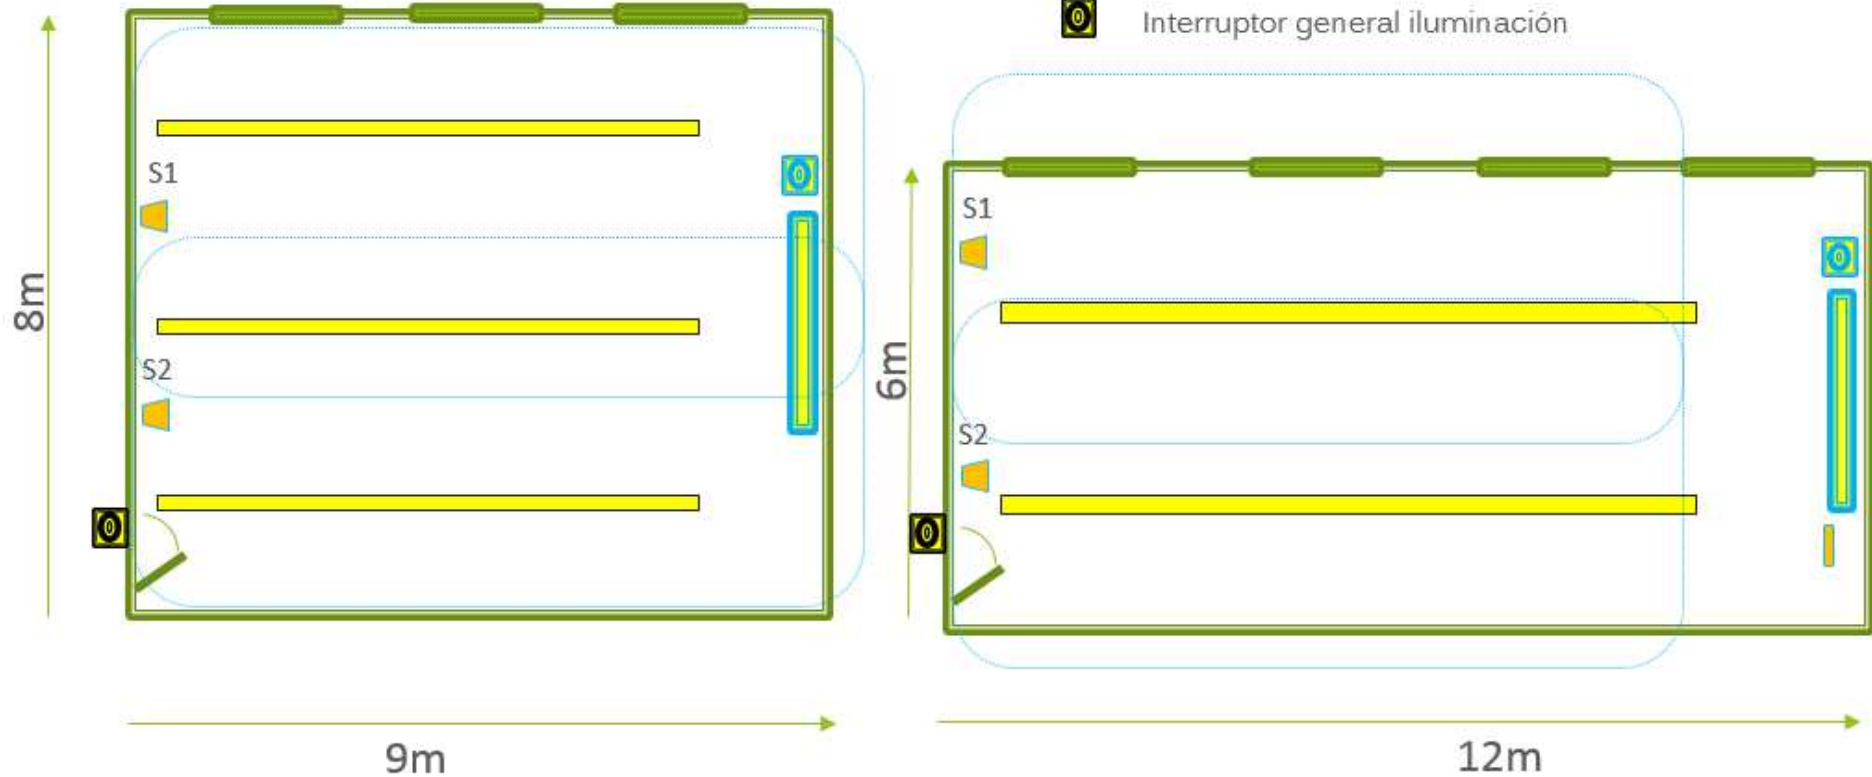 Interruptor general iluminación
S1
S2
8m
9m
S1
S2
6m
12m